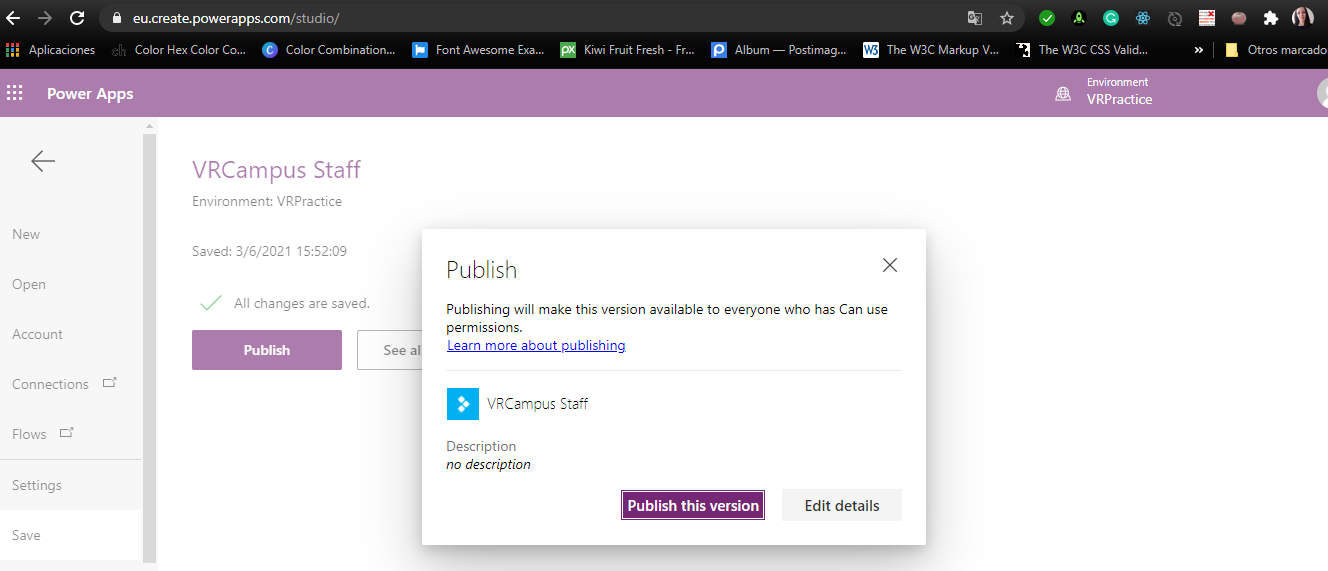 eu.create.powerapps.com/studio/
Aplicaciones
Color Hex Color Co...
Color Combination...
Font Awesome Exa...
Kiwi Fruit Fresh - Fr...
Album — Postimag...
The W3C Markup V...
The W3C CSS Valid...
»
Otros marcado
Power Apps
Environment
VRPractice
VRCampus Staff
Environment: VRPractice
Saved: 3/6/2021 15:52:09
All changes are saved.
Publish
See al
New
Open
Account
Connections
Flows
Settings
Save
Publish
Publishing will make this version available to everyone who has Can use
permissions.
Learn more about publishing
VRCampus Staff
Description
no description
Publish this version
Edit details